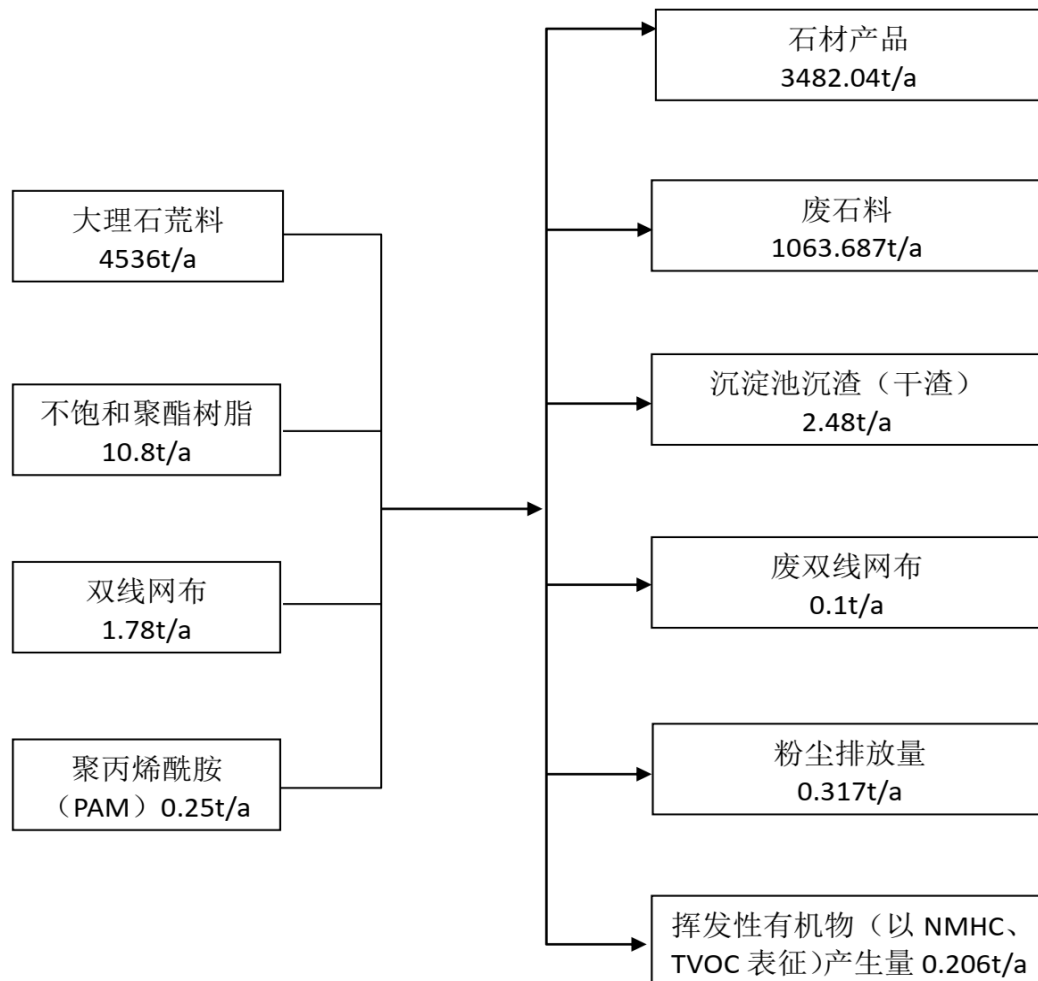 大理石荒料
4536t/a
不饱和聚酯树脂
10.8t/a
双线网布
1.78t/a
聚丙烯酰胺
（PAM）0.25t/a
石材产品
3482.04t/a
废石料
1063.687t/a
沉淀池沉渣（干渣）
2.48t/a
废双线网布
0.1t/a
粉尘排放量
0.317t/a
挥发性有机物（以 NMHC、
TVOC 表征)产生量 0.206t/a